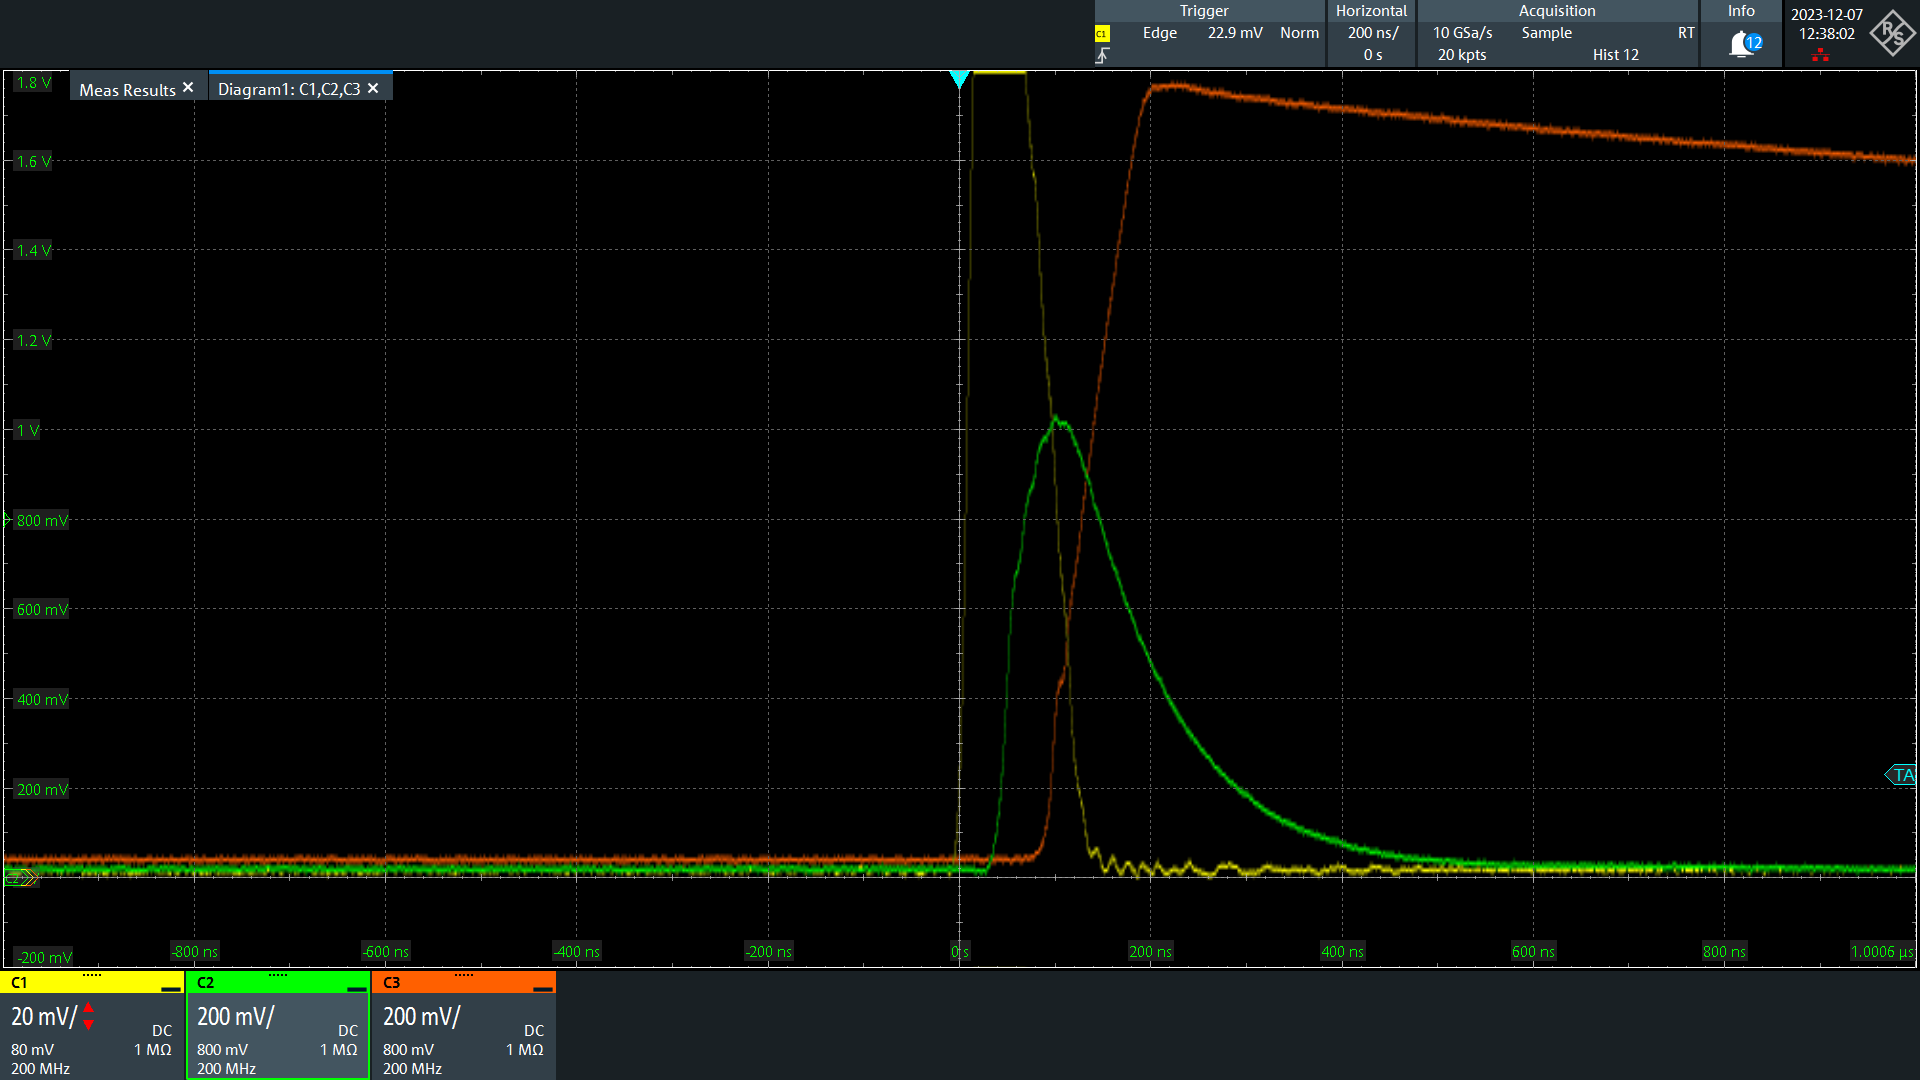 Trigger
Horizontal
Acquisition
Info
2023-12-07
12:38:02
C1
Edge
22.9 mV
Norm
200 ns/
0 s
10 GSa/s
Sample
RT
20 kpts
Hist 12
12
R S
Meas Results ✕
Diagram1: C1,C2,C3 ✕
1.8 V
1.6 V
1.4 V
1.2 V
1 V
800 mV
600 mV
400 mV
200 mV
TA
C2
-200 mV
-800 ns
-600 ns
-400 ns
-200 ns
0 s
200 ns
400 ns
600 ns
800 ns
1.0006 µs
C1
20 mV/
DC
80 mV
1 MΩ
200 MHz
C2
200 mV/
DC
800 mV
1 MΩ
200 MHz
C3
200 mV/
DC
800 mV
1 MΩ
200 MHz